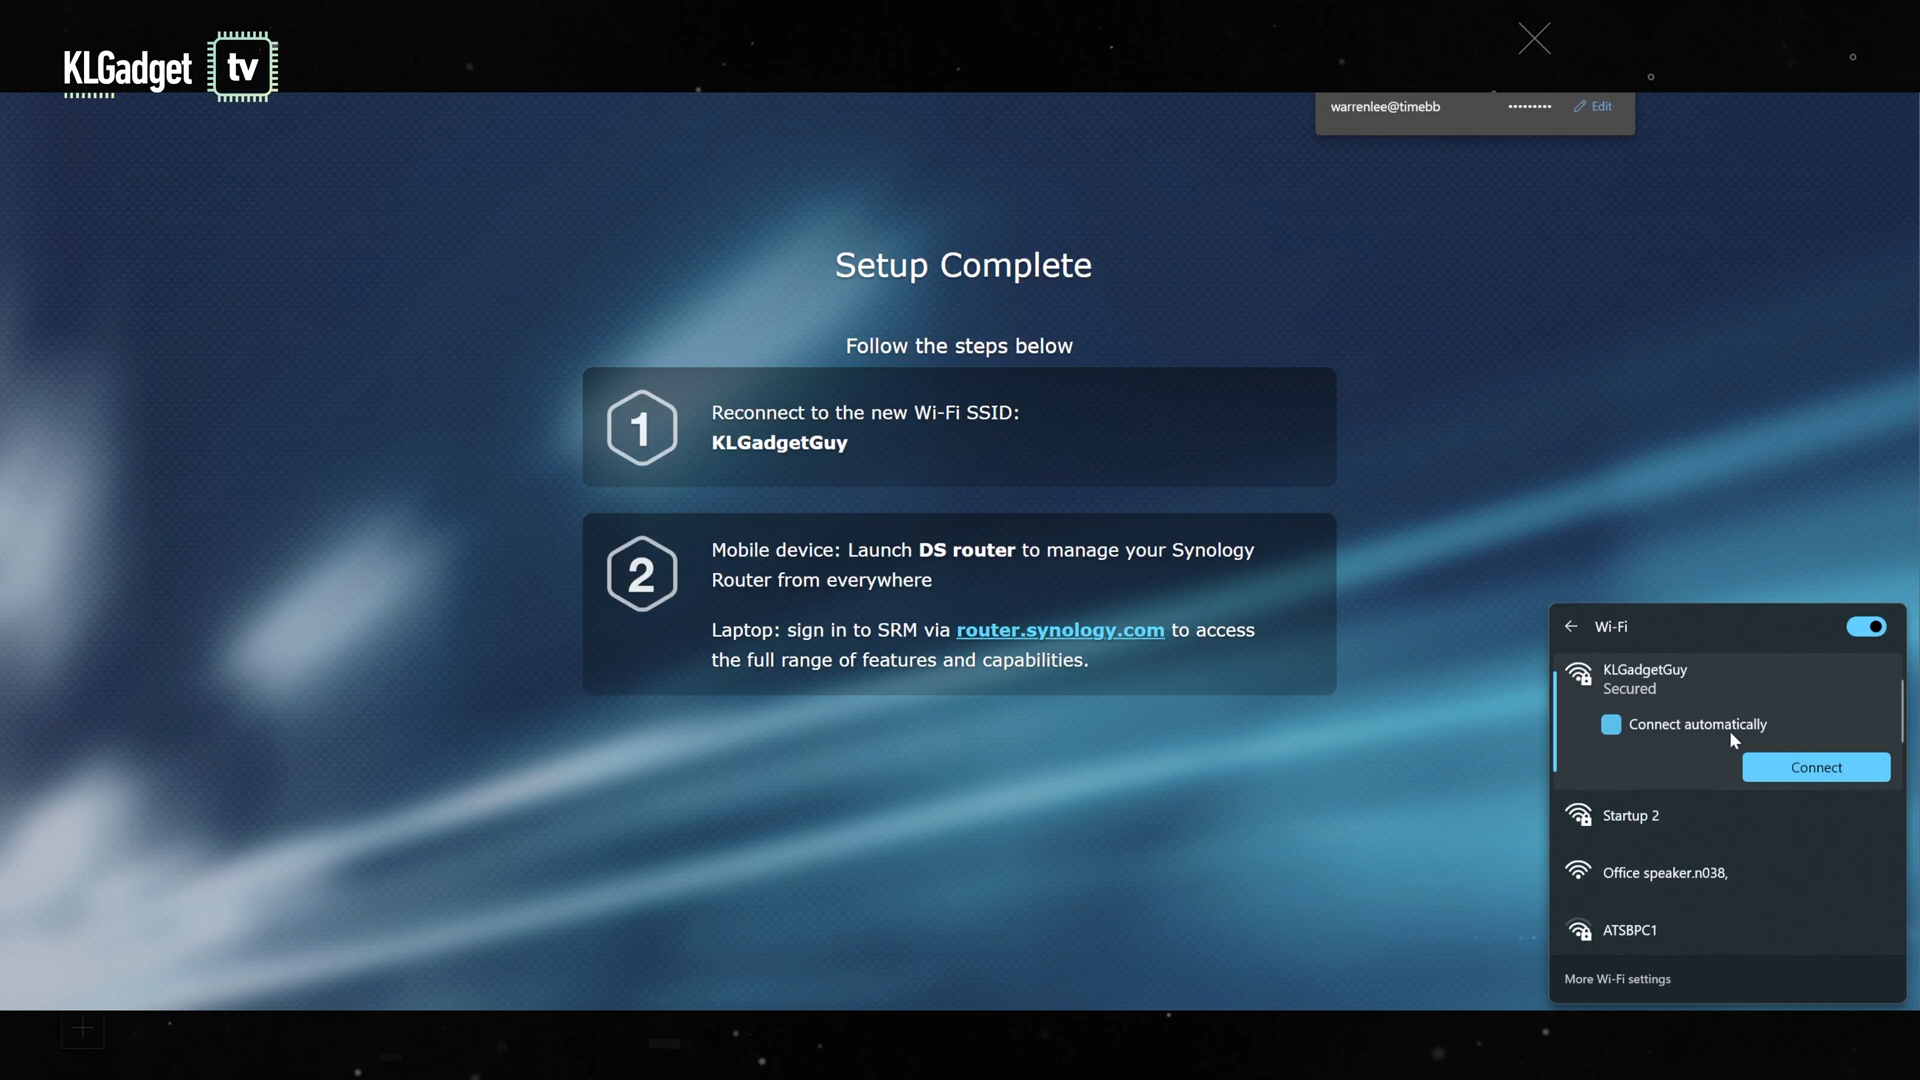 KLGadget tv
warrenlee@timebb ••••••••• Edit
Setup Complete
Follow the steps below
1
Reconnect to the new Wi-Fi SSID:
KLGadgetGuy
2
Mobile device: Launch DS router to manage your Synology
Router from everywhere
Laptop: sign in to SRM via router.synology.com to access
the full range of features and capabilities.
Wi-Fi
KLGadgetGuy
Secured
Connect automatically
Connect
Startup 2
Office speaker.n038,
ATSBPC1
More Wi-Fi settings